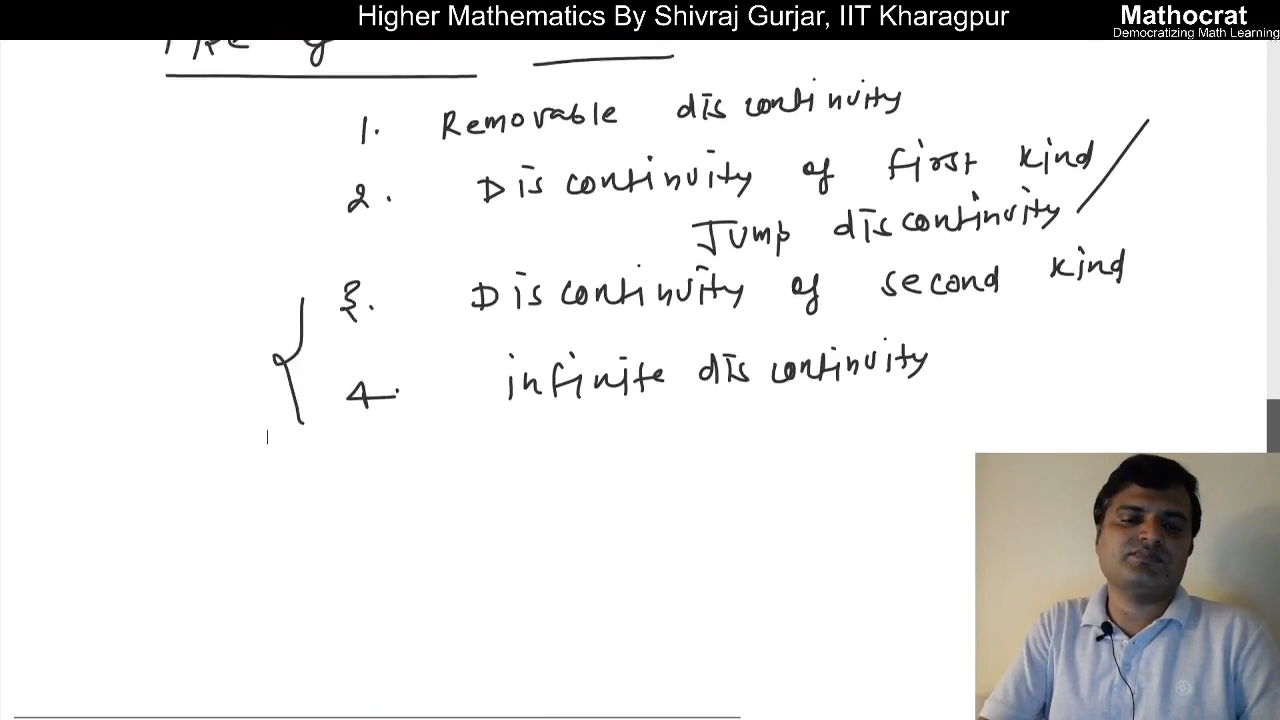 Higher Mathematics By Shivraj Gurjar, IIT Kharagpur
Mathocrat
Democratizing Math Learning
1. Removable discontinuity
2. Discontinuity of first kind /
Jump discontinuity
3. Discontinuity of second kind
4. infinite discontinuity